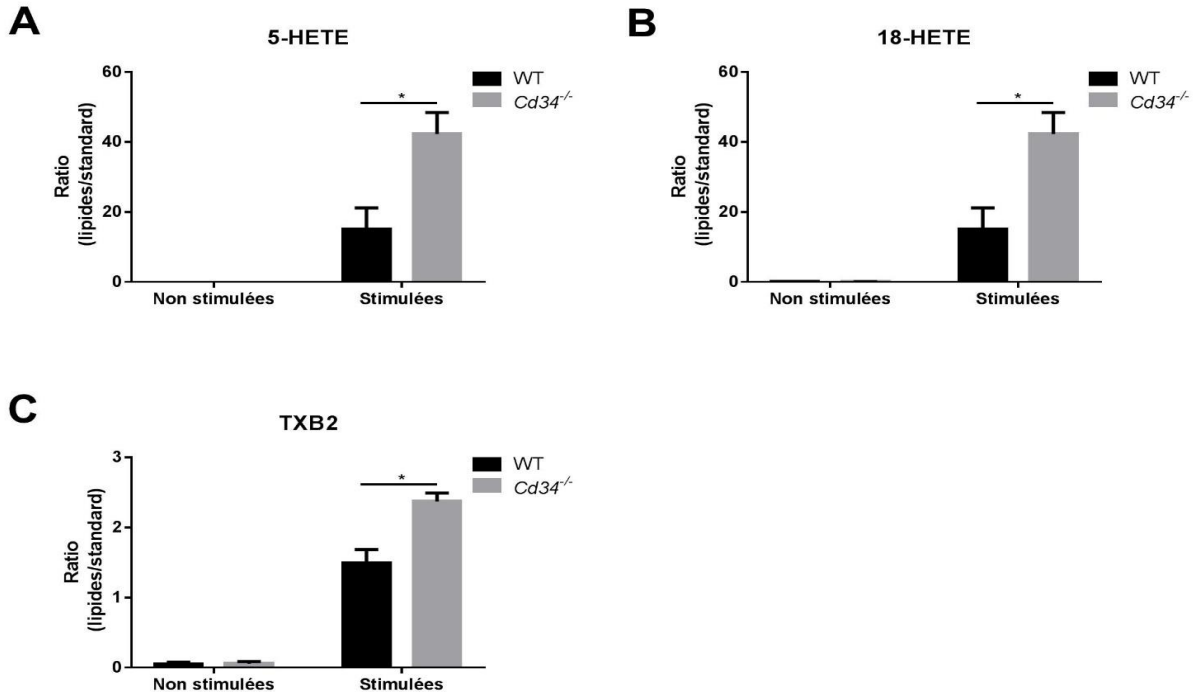 A
5-HETE
60
40
20
0
Ratio
(lipides/standard)
*
WT
Cd34-/-
Non stimulées
Stimulées
B
18-HETE
60
40
20
0
Ratio
(lipides/standard)
*
WT
Cd34-/-
Non stimulées
Stimulées
C
TXB2
3
2
1
0
Ratio
(lipides/standard)
*
WT
Cd34-/-
Non stimulées
Stimulées